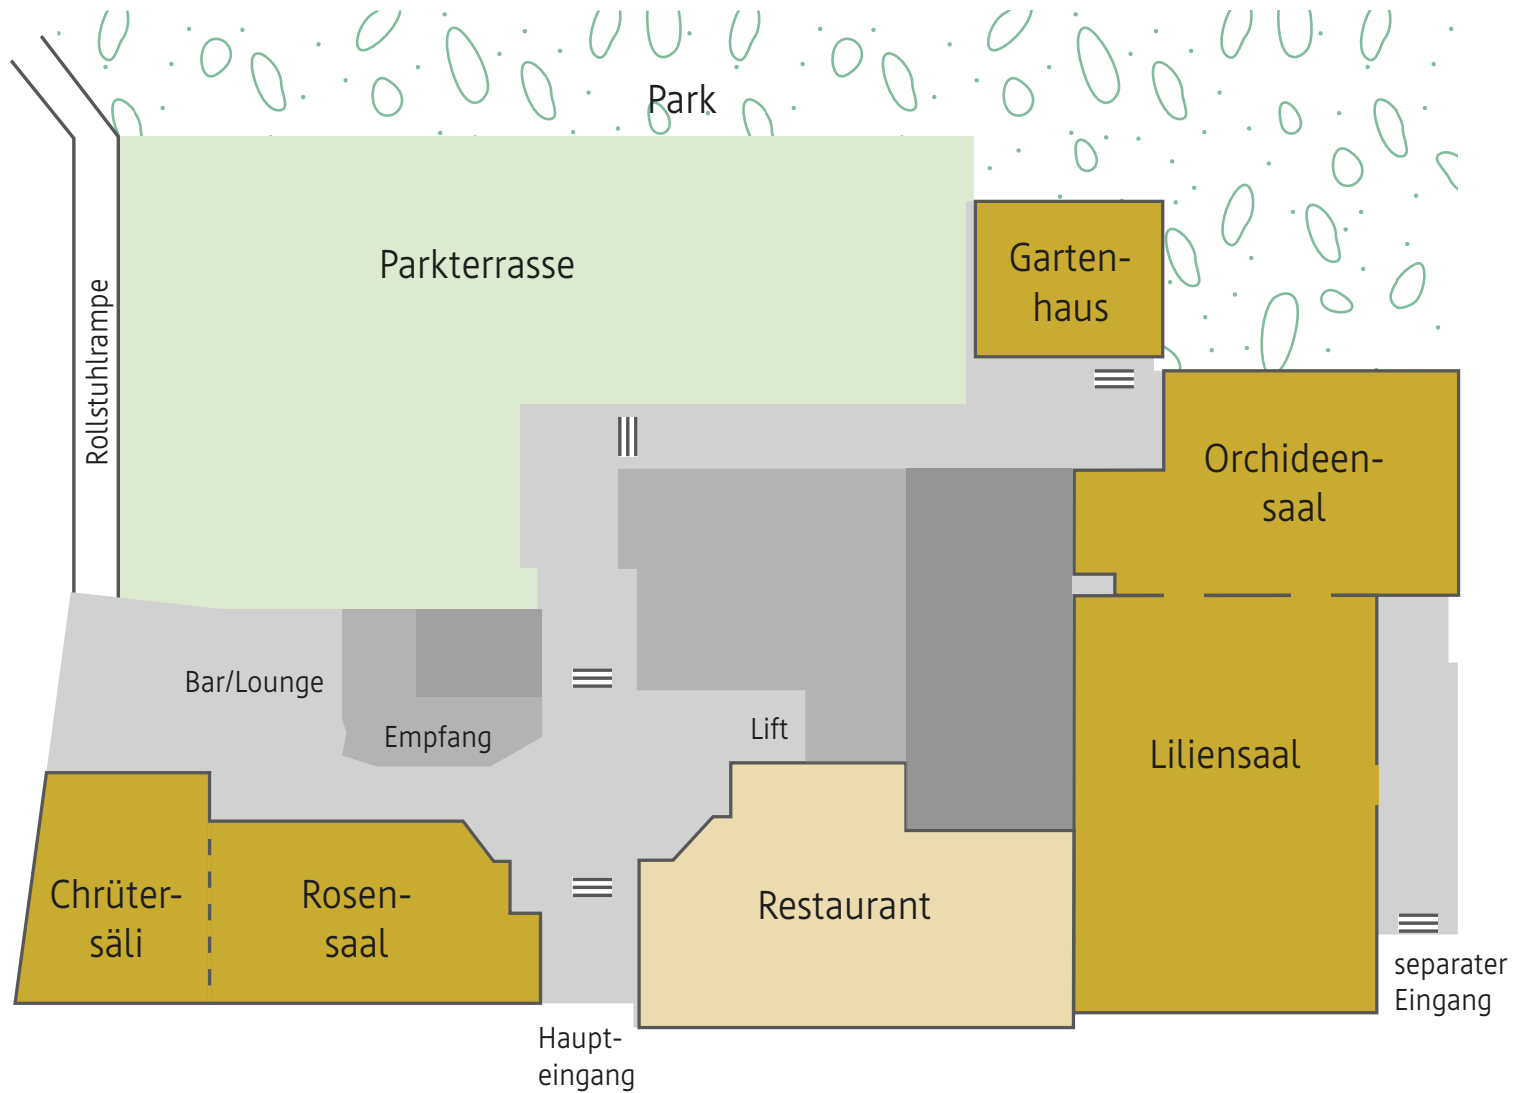 Park
Parkterrasse
Garten-
haus
Rollstuhlrampe
Orchideen-
saal
Bar/Lounge
Empfang
Lift
Liliensaal
Chrüter-
säli
Rosen-
saal
Restaurant
separater
Eingang
Haupt-
eingang